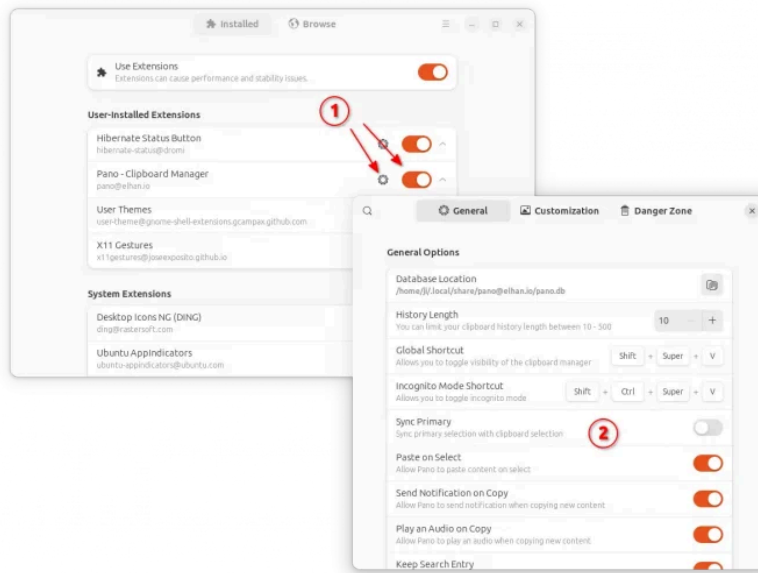 Installed
Browse
Use Extensions
Extensions can cause performance and stability issues.
User-Installed Extensions
1
Hibernate Status Button
hibernate-status@dromi
Pano - Clipboard Manager
pano@elhan.io
User Themes
user-theme@gnome-shell-extensions.gcampax.github.com
X11 Gestures
x11gestures@joseexposito.github.io
System Extensions
Desktop Icons NG (DING)
ding@rastersoft.com
Ubuntu AppIndicators
ubuntu-appindicators@ubuntu.com
General
Customization
Danger Zone
General Options
Database Location
/home/ji/.local/share/pano@elhan.io/pano.db
History Length
You can limit your clipboard history length between 10 - 500
10 - +
Global Shortcut
Allows you to toggle visibility of the clipboard manager
Shift + Super + V
Incognito Mode Shortcut
Allows you to toggle incognito mode
Shift + Ctrl + Super + V
Sync Primary
Sync primary selection with clipboard selection
2
Paste on Select
Allow Pano to paste content on select
Send Notification on Copy
Allow Pano to send notification when copying new content
Play an Audio on Copy
Allow Pano to play an audio when copying new content
Keep Search Entry